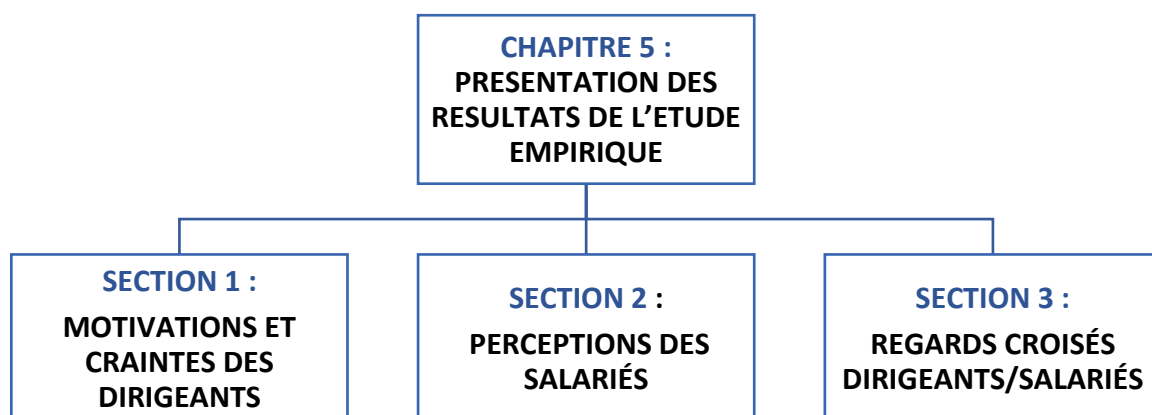 CHAPITRE 5 :
PRESENTATION DES
RESULTATS DE L'ETUDE
EMPIRIQUE
SECTION 1 :
MOTIVATIONS ET
CRAINTES DES
DIRIGEANTS
SECTION 2 :
PERCEPTIONS DES
SALARIÉS
SECTION 3 :
REGARDS CROISÉS
DIRIGEANTS/SALARIÉS